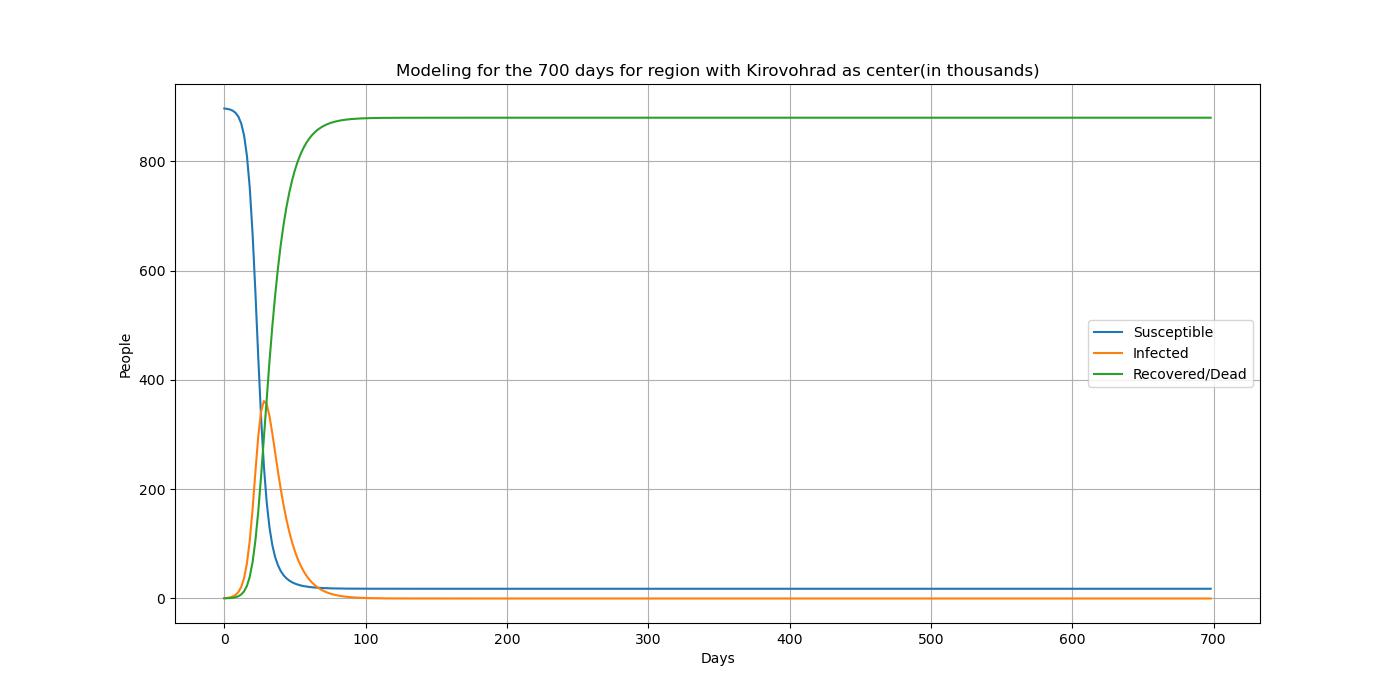 Modeling for the 700 days for region with Kirovohrad as center(in thousands)
800
600
400
200
0
People
Susceptible
Infected
Recovered/Dead
0 100 200 300 400 500 600 700
Days